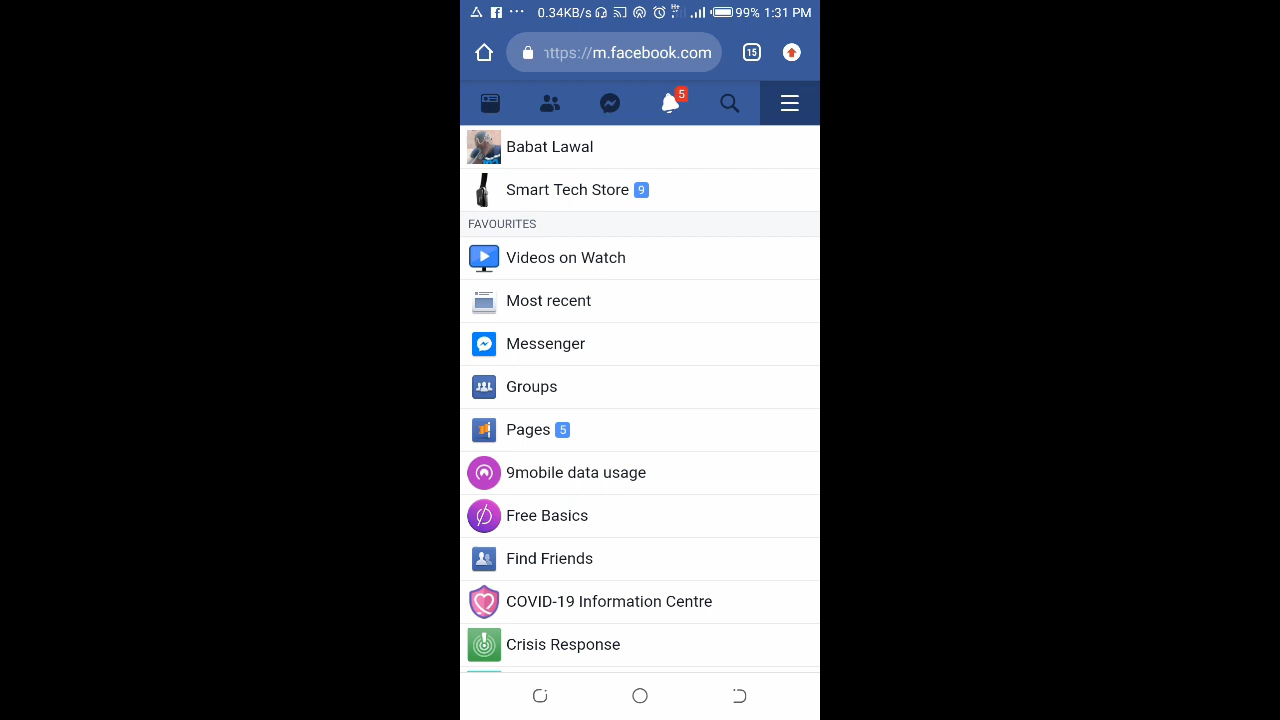 0.34KB/s H+ 99% 1:31 PM
https://m.facebook.com 15
5
Babat Lawal
Smart Tech Store 9
FAVOURITES
Videos on Watch
Most recent
Messenger
Groups
Pages 5
9mobile data usage
Free Basics
Find Friends
COVID-19 Information Centre
Crisis Response